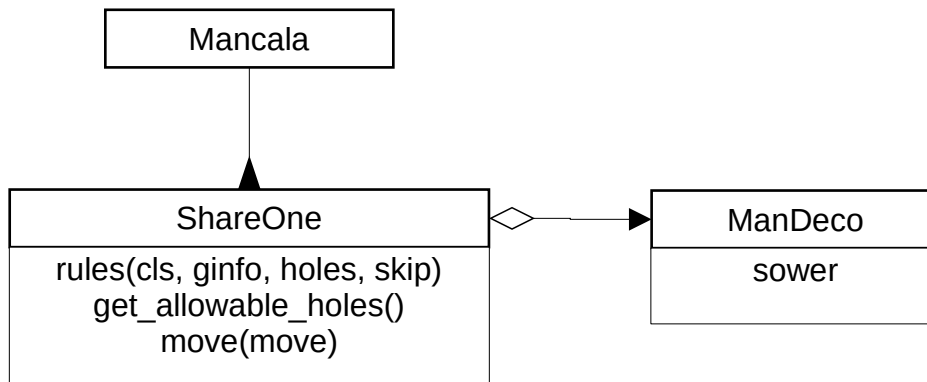 Mancala
ShareOne
rules(cls, ginfo, holes, skip)
get_allowable_holes()
move(move)
ManDeco
sower